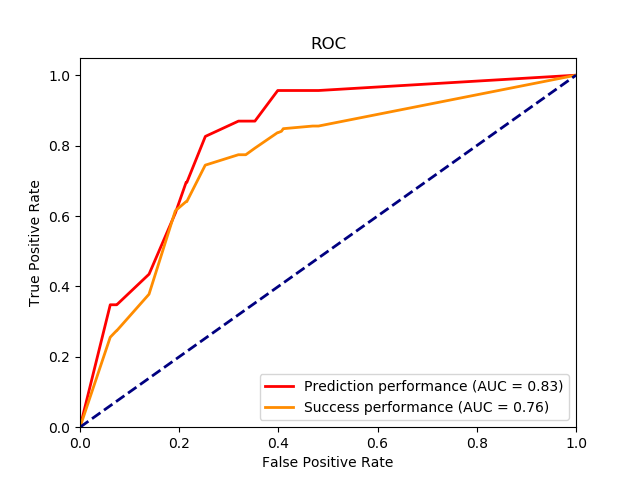 ROC
1.0
0.8
0.6
0.4
0.2
0.0
True Positive Rate
0.0 0.2 0.4 0.6 0.8 1.0
False Positive Rate
Prediction performance (AUC = 0.83)
Success performance (AUC = 0.76)